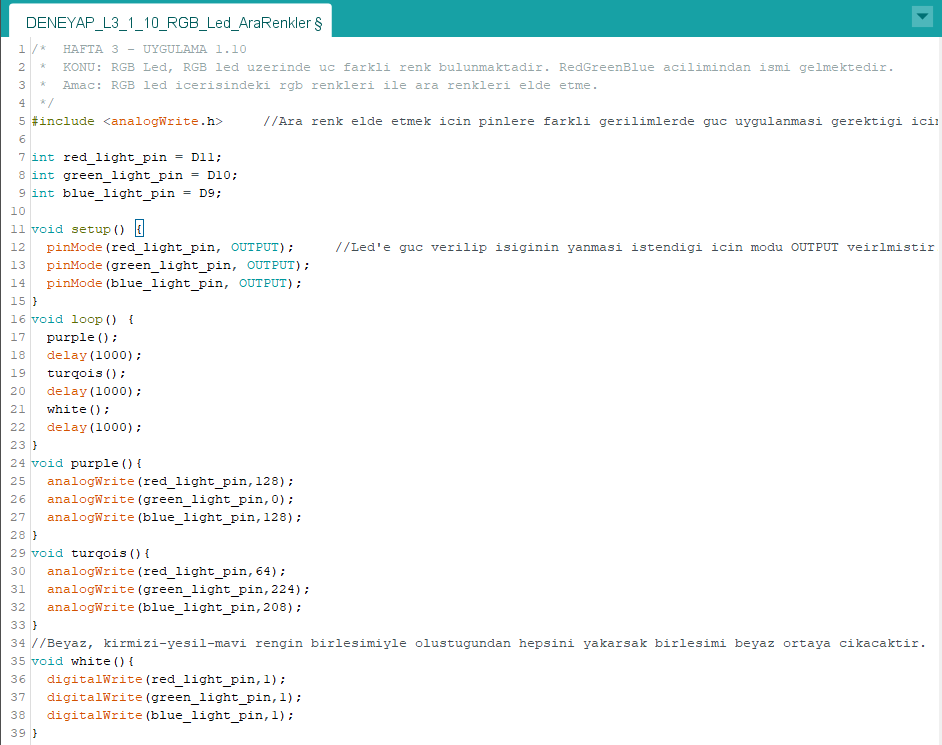 DENEYAP_L3_1_10_RGB_Led_AraRenkler §
1 /*  HAFTA 3 - UYGULAMA 1.10
2  *  KONU: RGB Led, RGB led uzerinde uc farkli renk bulunmaktadir. RedGreenBlue acilimindan ismi gelmektedir.
3  *  Amac: RGB led icerisindeki rgb renkleri ile ara renkleri elde etme.
4  */
5 #include <analogWrite.h>     //Ara renk elde etmek icin pinlere farkli gerilimlerde guc uygulanmasi gerektigi
6
7 int red_light_pin = D11;
8 int green_light_pin = D10;
9 int blue_light_pin = D9;
10
11 void setup() {
12   pinMode(red_light_pin, OUTPUT);     //Led'e guc verilip isiginin yanmasi istendigi icin modu OUTPUT veirlmistir
13   pinMode(green_light_pin, OUTPUT);
14   pinMode(blue_light_pin, OUTPUT);
15 }
16 void loop() {
17   purple();
18   delay(1000);
19   turqois();
20   delay(1000);
21   white();
22   delay(1000);
23 }
24 void purple(){
25   analogWrite(red_light_pin,128);
26   analogWrite(green_light_pin,0);
27   analogWrite(blue_light_pin,128);
28 }
29 void turqois(){
30   analogWrite(red_light_pin,64);
31   analogWrite(green_light_pin,224);
32   analogWrite(blue_light_pin,208);
33 }
34 //Beyaz, kirmizi-yesil-mavi rengin birlesimiyle olustugundan hepsini yakarsak birlesimi beyaz ortaya cikacaktir.
35 void white(){
36   digitalWrite(red_light_pin,1);
37   digitalWrite(green_light_pin,1);
38   digitalWrite(blue_light_pin,1);
39 }